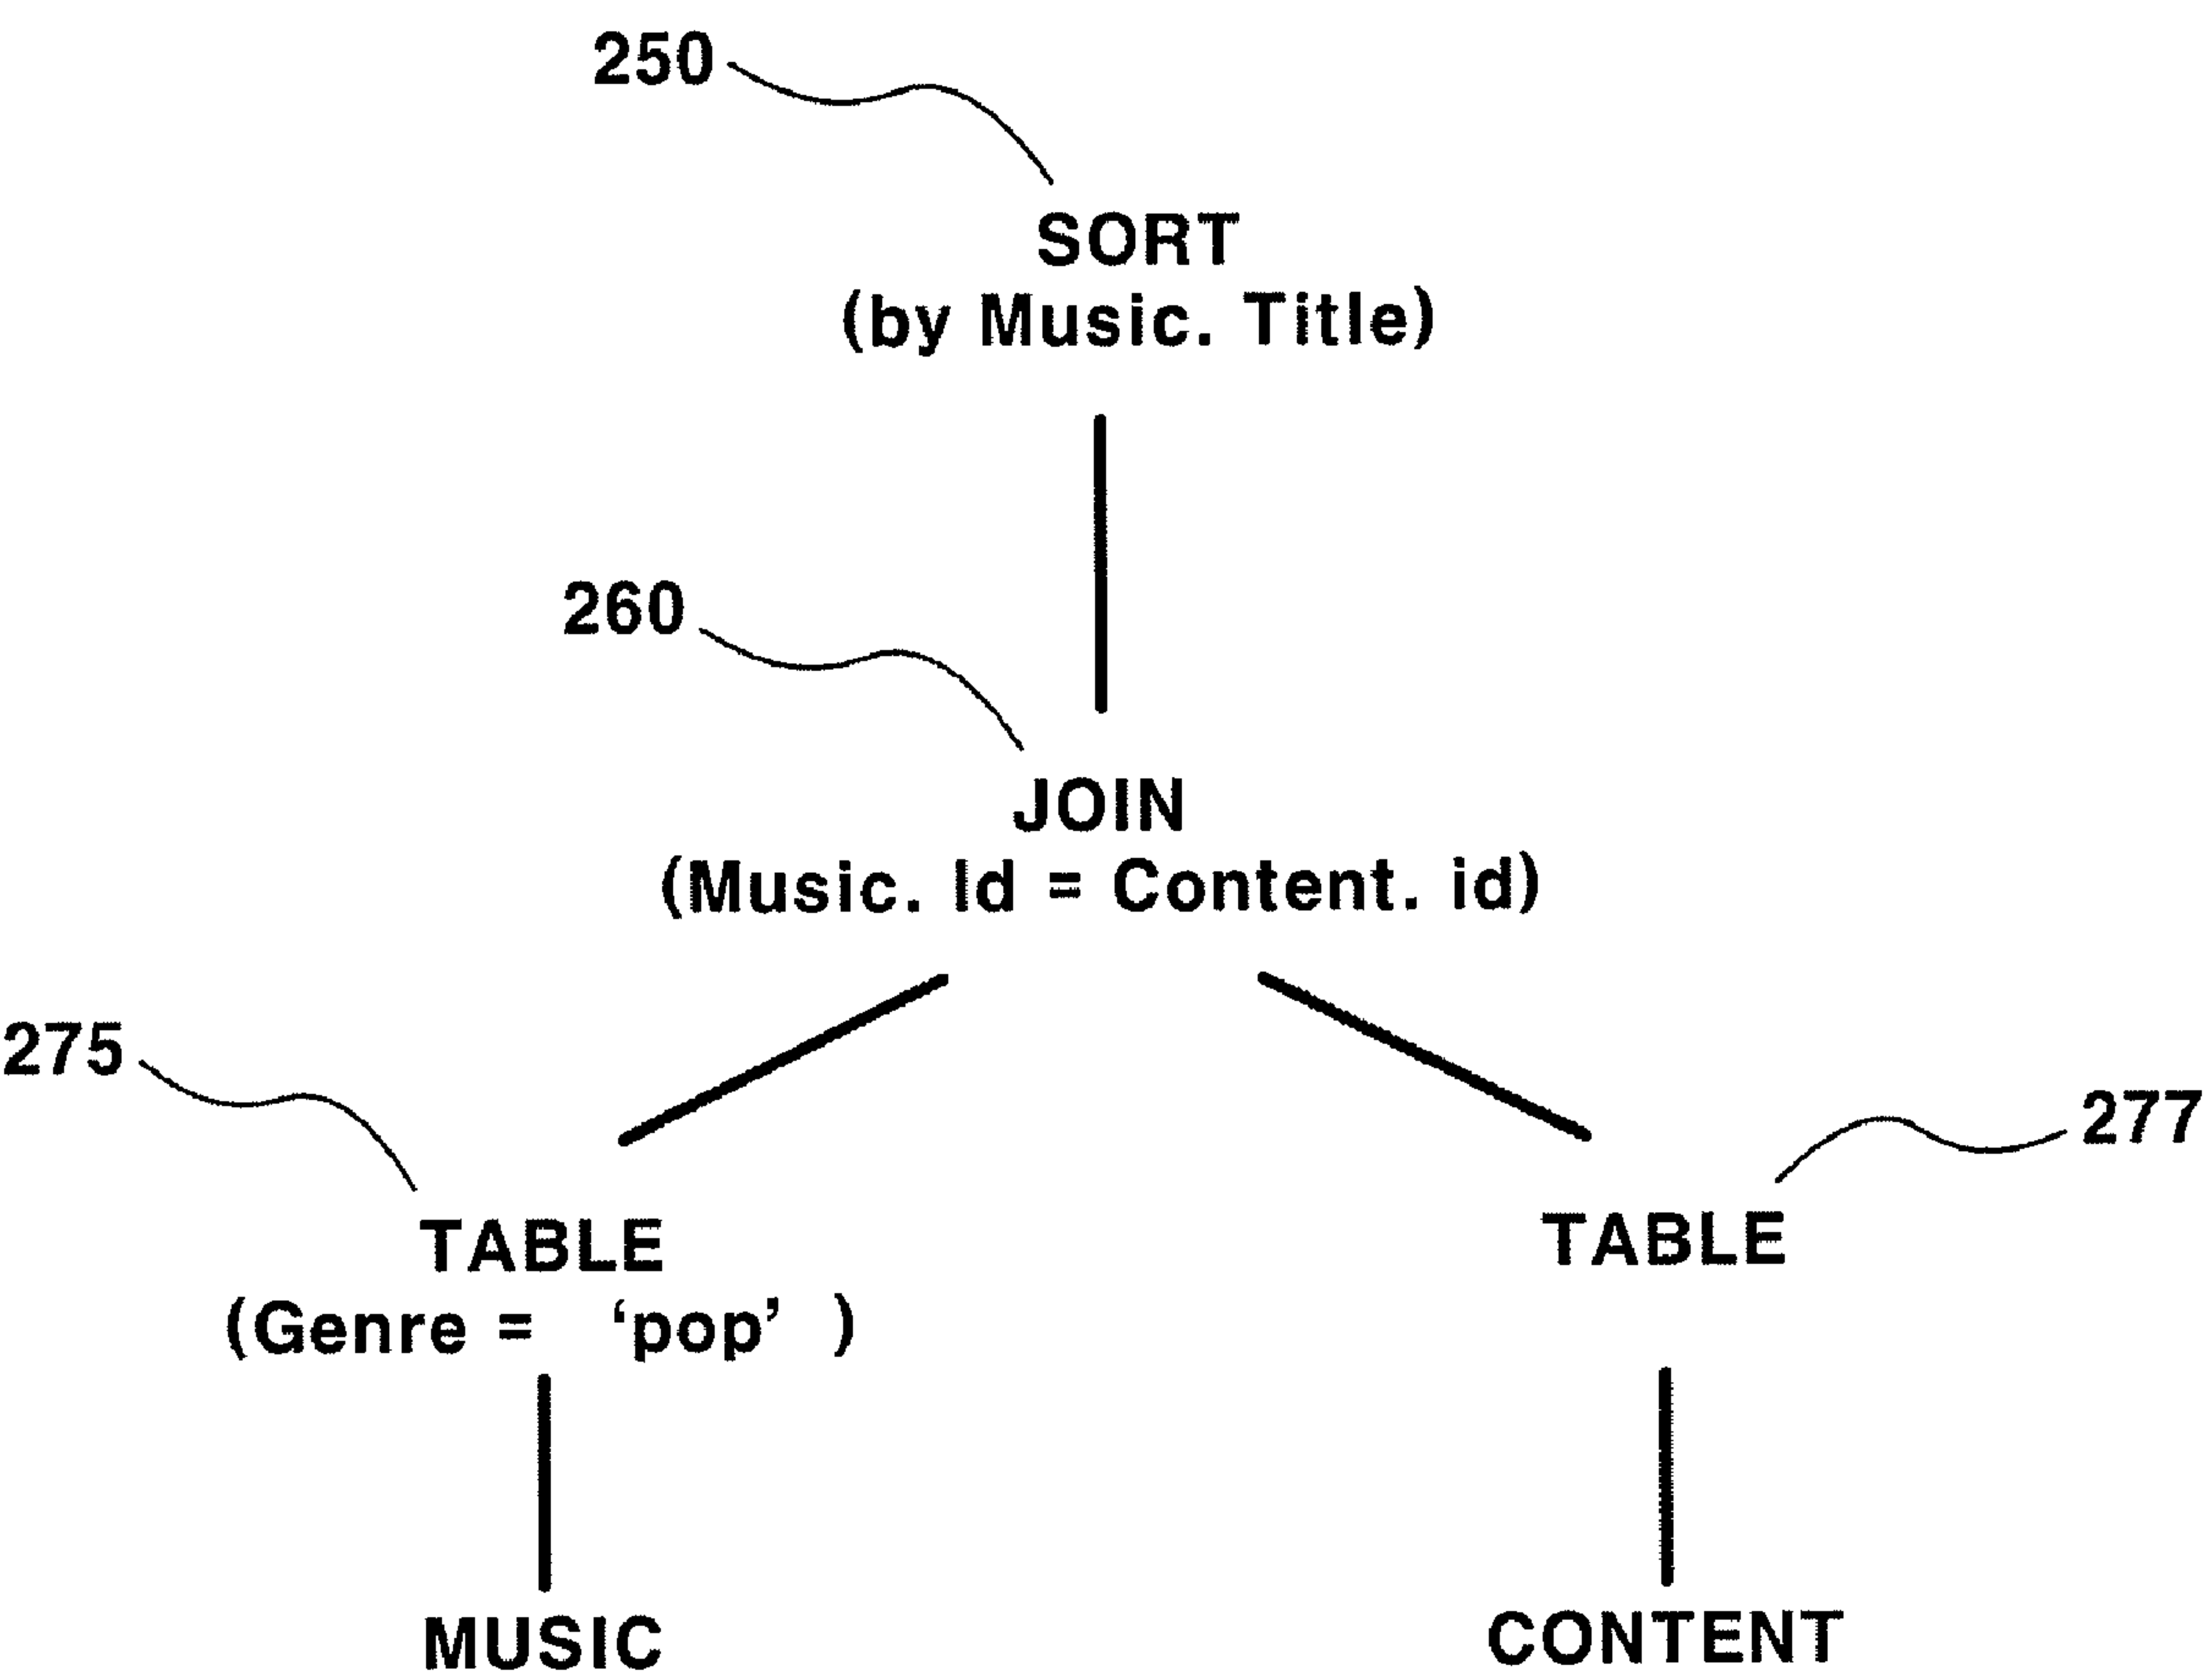 250
SORT
(by Music. Title)
260
JOIN
(Music. Id = Content. id)
275
277
TABLE
(Genre = ‘pop’ )
TABLE
MUSIC
CONTENT